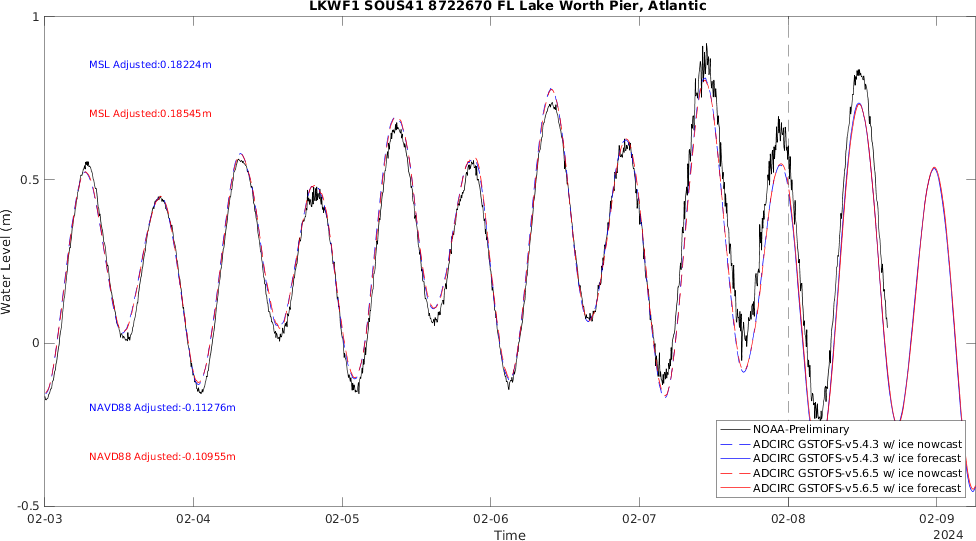 LKWF1 SOUS41 8722670 FL Lake Worth Pier, Atlantic
1
MSL Adjusted:0.18224m
MSL Adjusted:0.18545m
0.5
Water Level (m)
0
NAVD88 Adjusted:-0.11276m
NAVD88 Adjusted:-0.10955m
NOAA-Preliminary
ADCIRC GSTOFS-v5.4.3 w/ ice nowcast
ADCIRC GSTOFS-v5.4.3 w/ ice forecast
ADCIRC GSTOFS-v5.6.5 w/ ice nowcast
ADCIRC GSTOFS-v5.6.5 w/ ice forecast
-0.5
02-03 02-04 02-05 02-06 02-07 02-08 02-09
Time
2024